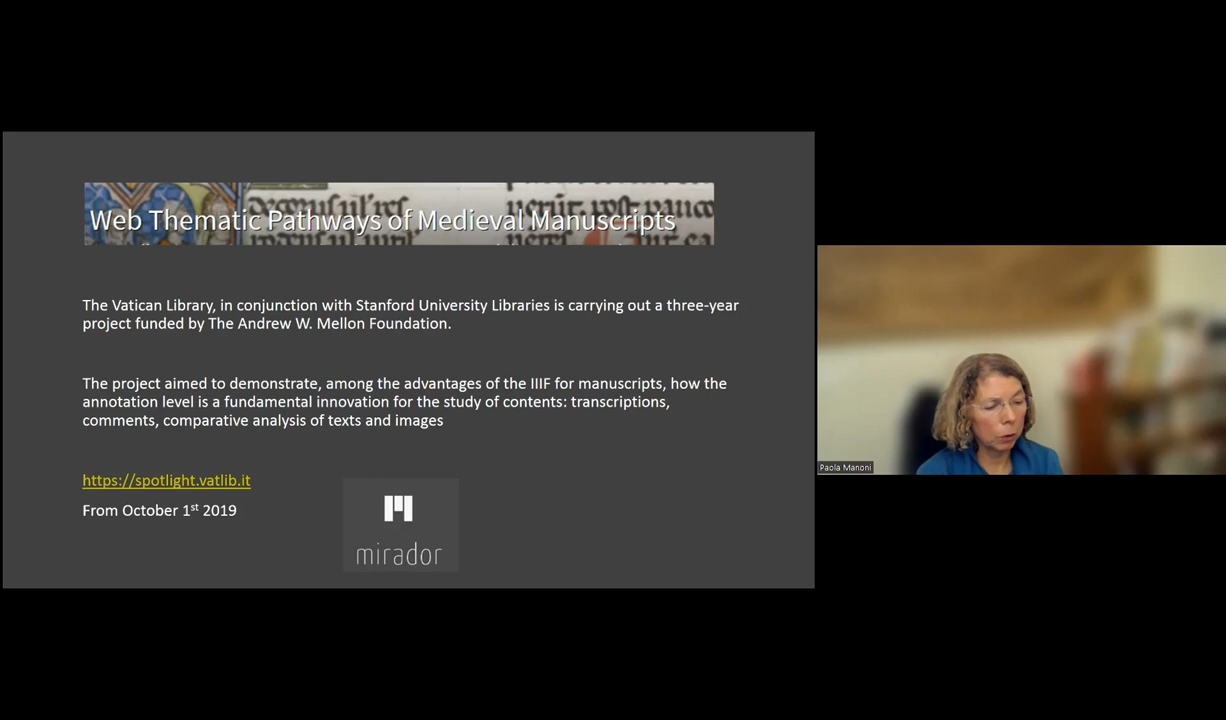 Web Thematic Pathways of Medieval Manuscripts
The Vatican Library, in conjunction with Stanford University Libraries is carrying out a three-year
project funded by The Andrew W. Mellon Foundation.
The project aimed to demonstrate, among the advantages of the IIIF for manuscripts, how the
annotation level is a fundamental innovation for the study of contents: transcriptions,
comments, comparative analysis of texts and images
https://spotlight.vatlib.it
From October 1st 2019
mirador
Paola Manoni